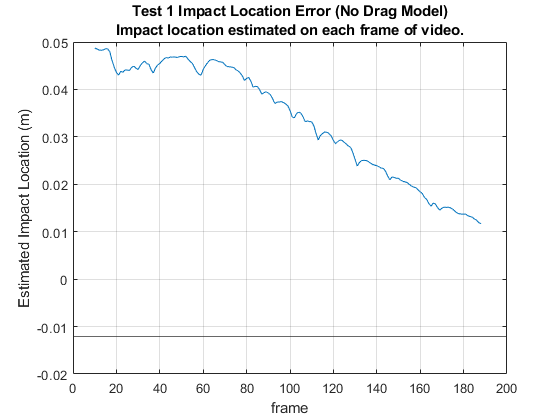 Test 1 Impact Location Error (No Drag Model)
Impact location estimated on each frame of video.
Estimated Impact Location (m)
0.05
0.04
0.03
0.02
0.01
0
-0.01
-0.02
0 20 40 60 80 100 120 140 160 180 200
frame